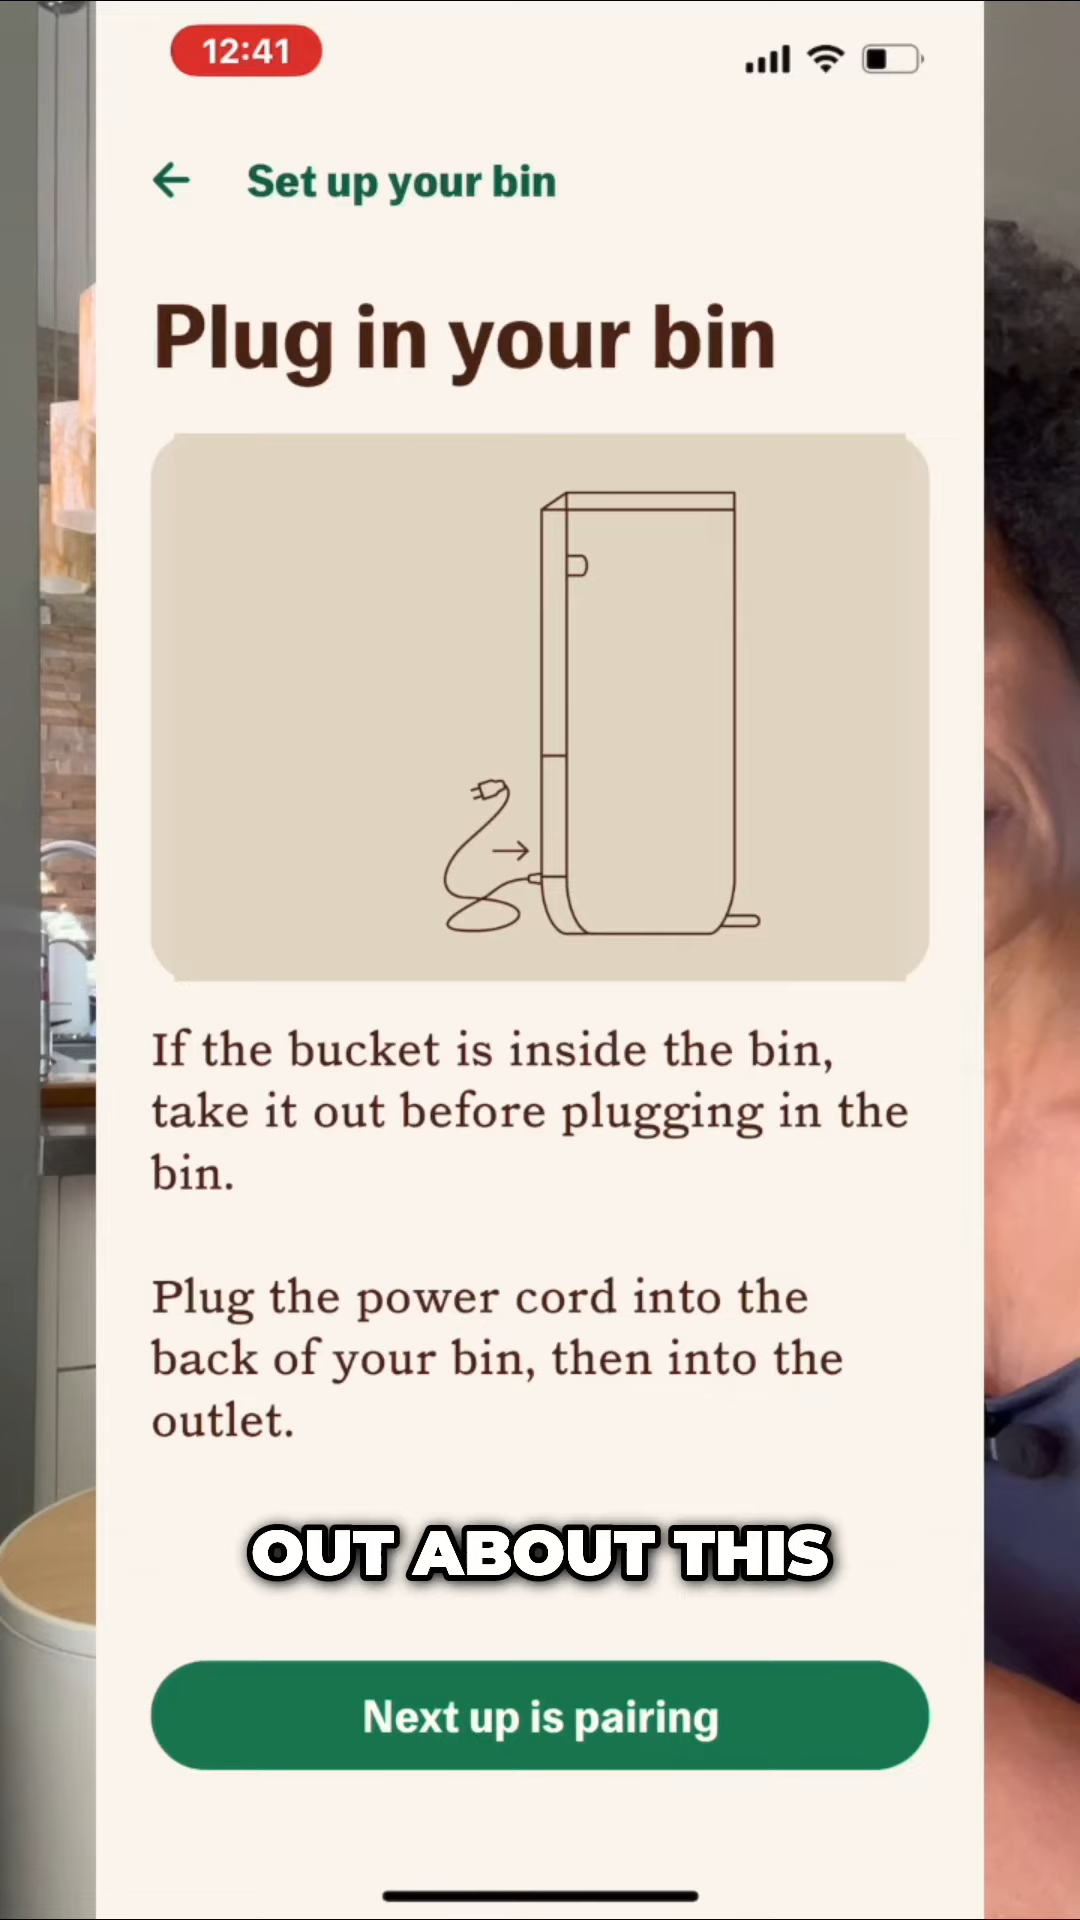 12:41
Set up your bin
Plug in your bin
If the bucket is inside the bin,
take it out before plugging in the
bin.
Plug the power cord into the
back of your bin, then into the
outlet.
OUT ABOUT THIS
Next up is pairing